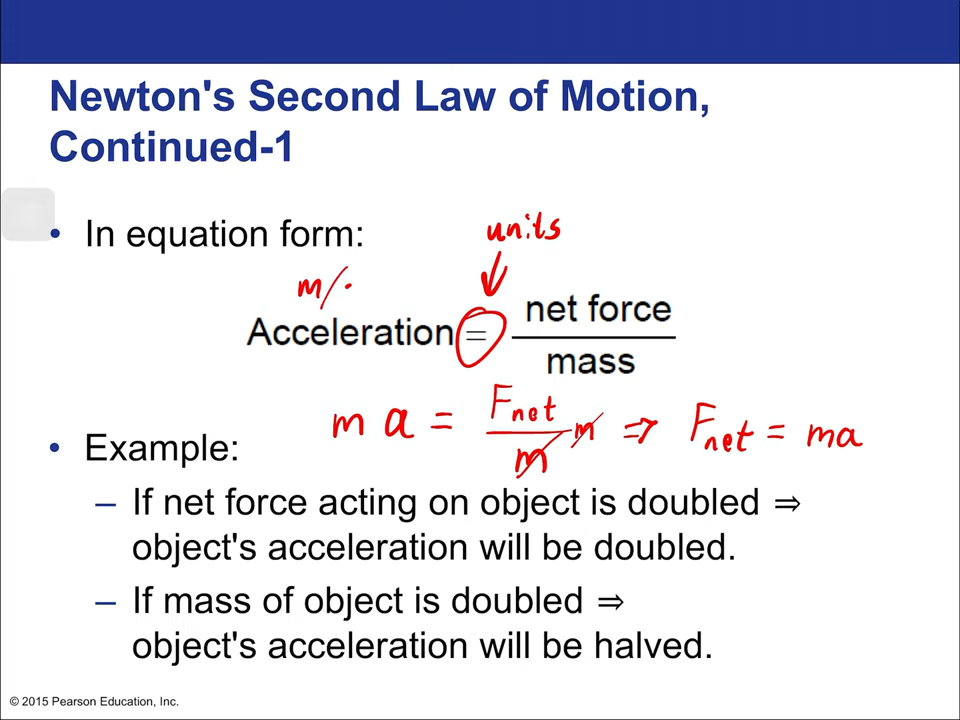 Newton's Second Law of Motion,
Continued-1
• In equation form:
units
m/
Acceleration = net force
mass
m a = Fnet/m m ⇒ Fnet = ma
• Example:
– If net force acting on object is doubled ⇒
object's acceleration will be doubled.
– If mass of object is doubled ⇒
object's acceleration will be halved.
© 2015 Pearson Education, Inc.